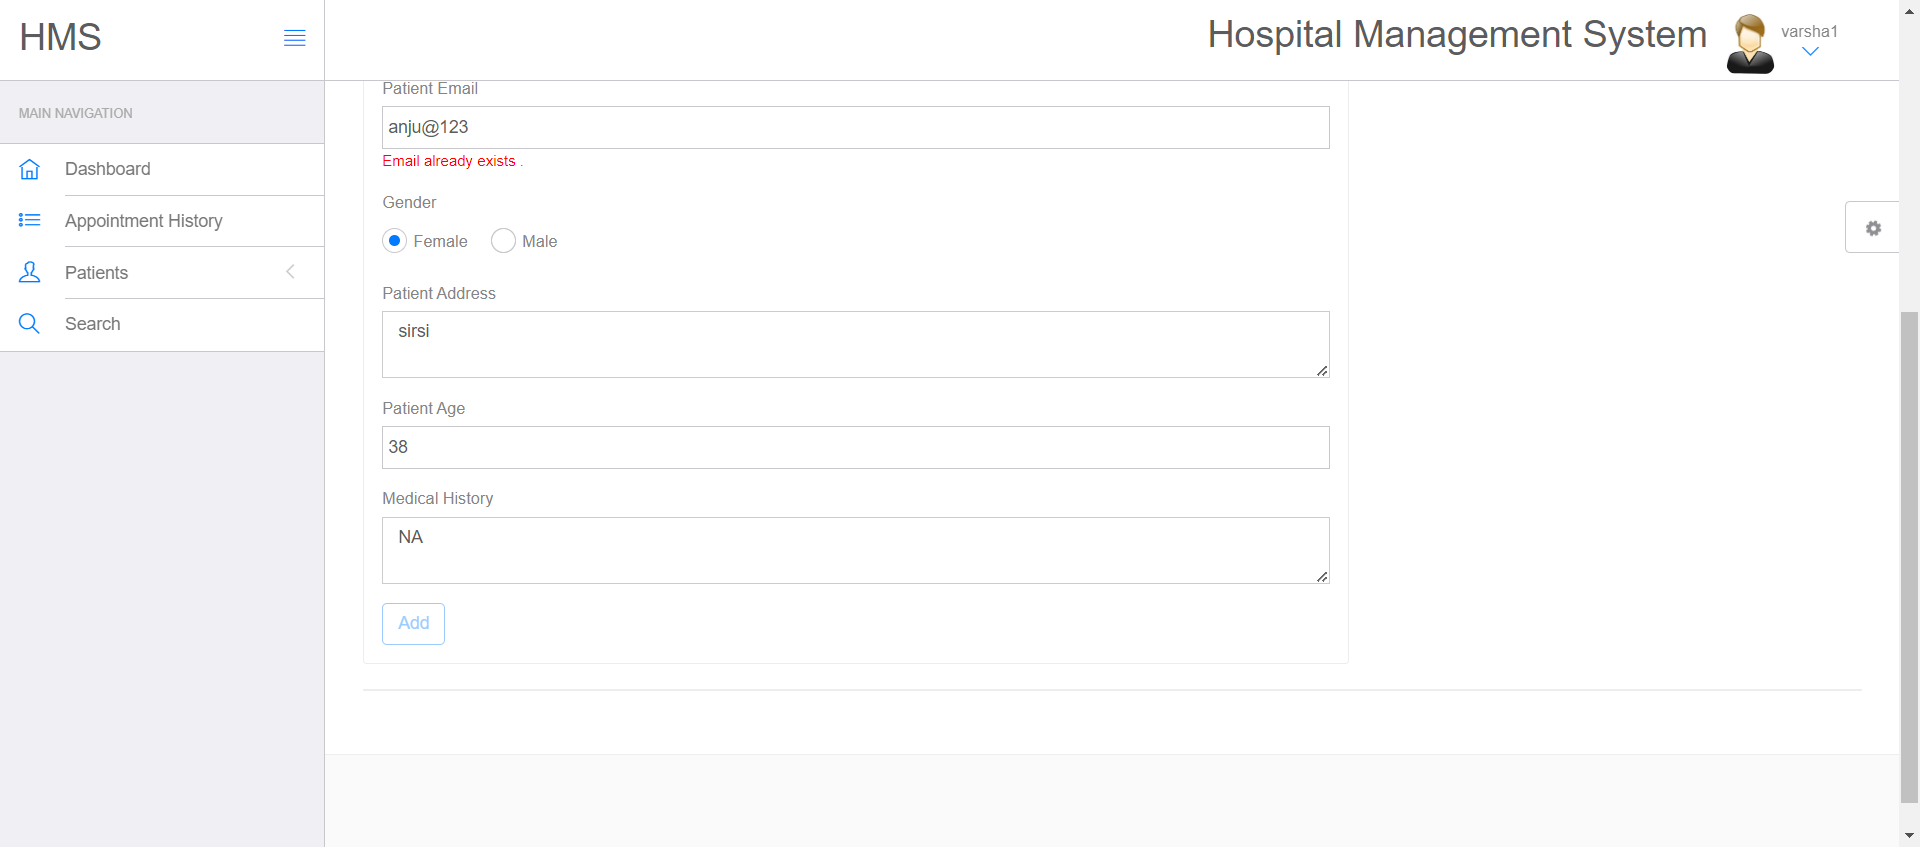 HMS
Hospital Management System
varsha1
MAIN NAVIGATION
Dashboard
Appointment History
Patients
Search
Patient Email
anju@123
Email already exists .
Gender
Female
Male
Patient Address
sirsi
Patient Age
38
Medical History
NA
Add